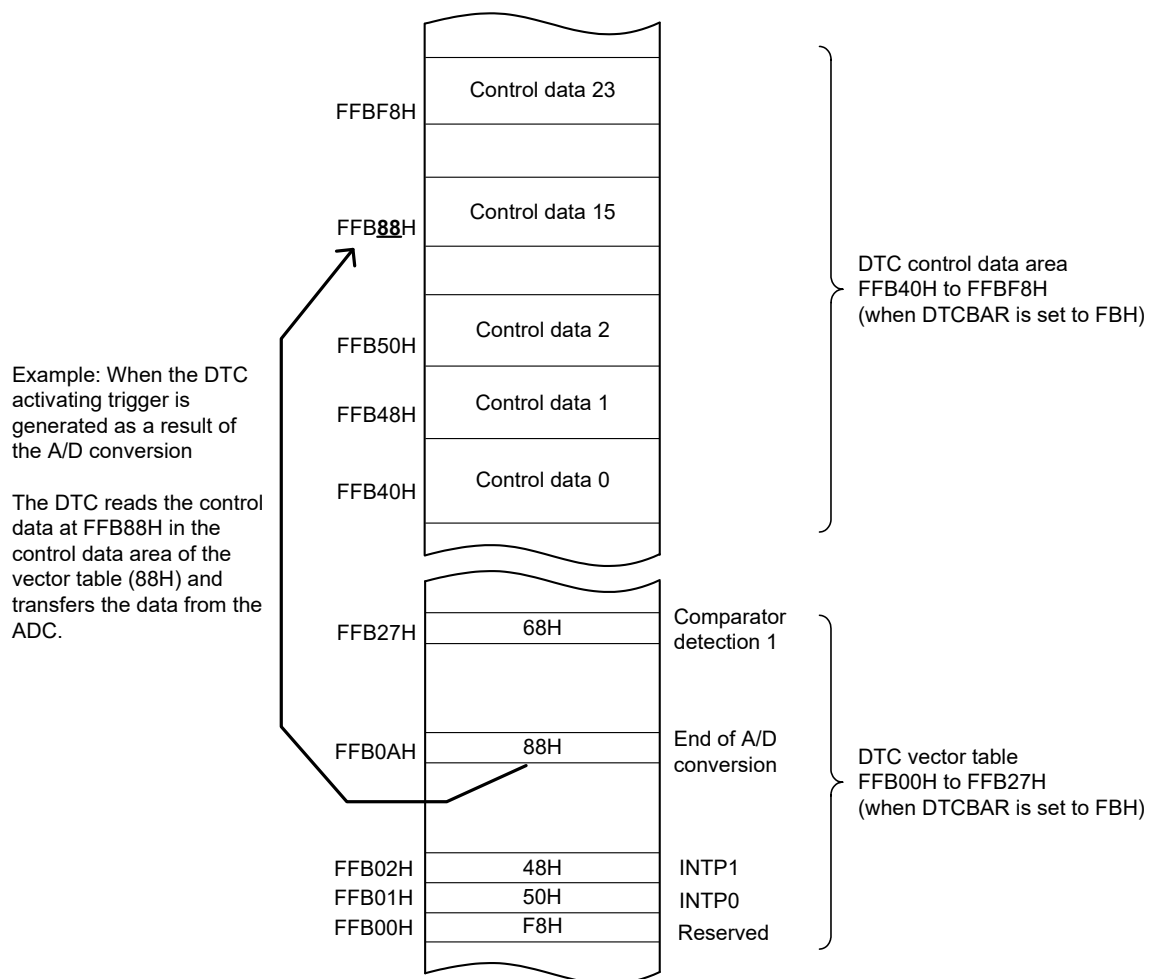 Control data 23
FFBF8H
Control data 15
FFB88H
DTC control data area
FFB40H to FFBF8H
(when DTCBAR is set to FBH)
Control data 2
FFB50H
Control data 1
FFB48H
Control data 0
FFB40H
Example: When the DTC
activating trigger is
generated as a result of
the A/D conversion
The DTC reads the control
data at FFB88H in the
control data area of the
vector table (88H) and
transfers the data from the
ADC.
FFB27H
68H
Comparator
detection 1
FFB0AH
88H
End of A/D
conversion
DTC vector table
FFB00H to FFB27H
(when DTCBAR is set to FBH)
FFB02H
48H
INTP1
FFB01H
50H
INTP0
FFB00H
F8H
Reserved